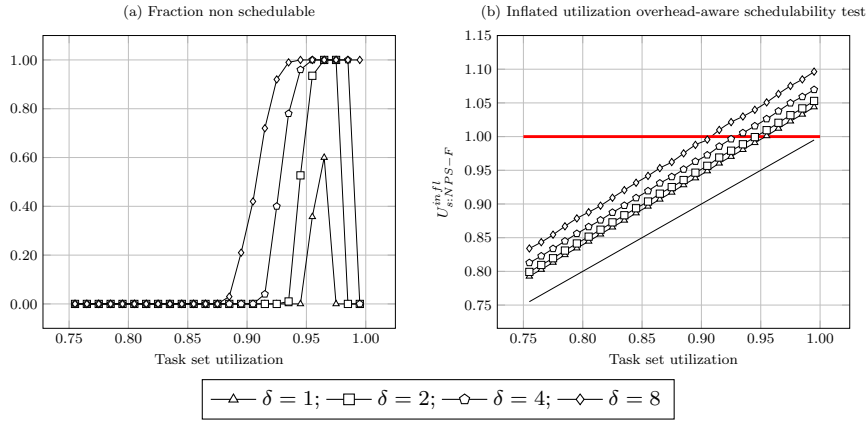 (a) Fraction non schedulable
1.00
0.80
0.60
0.40
0.20
0.00
0.75 0.80 0.85 0.90 0.95 1.00
Task set utilization
(b) Inflated utilization overhead-aware schedulability test
U^{infl}_{s:NPS-F}
1.15
1.10
1.05
1.00
0.95
0.90
0.85
0.80
0.75
0.75 0.80 0.85 0.90 0.95 1.00
Task set utilization
δ = 1; δ = 2; δ = 4; δ = 8